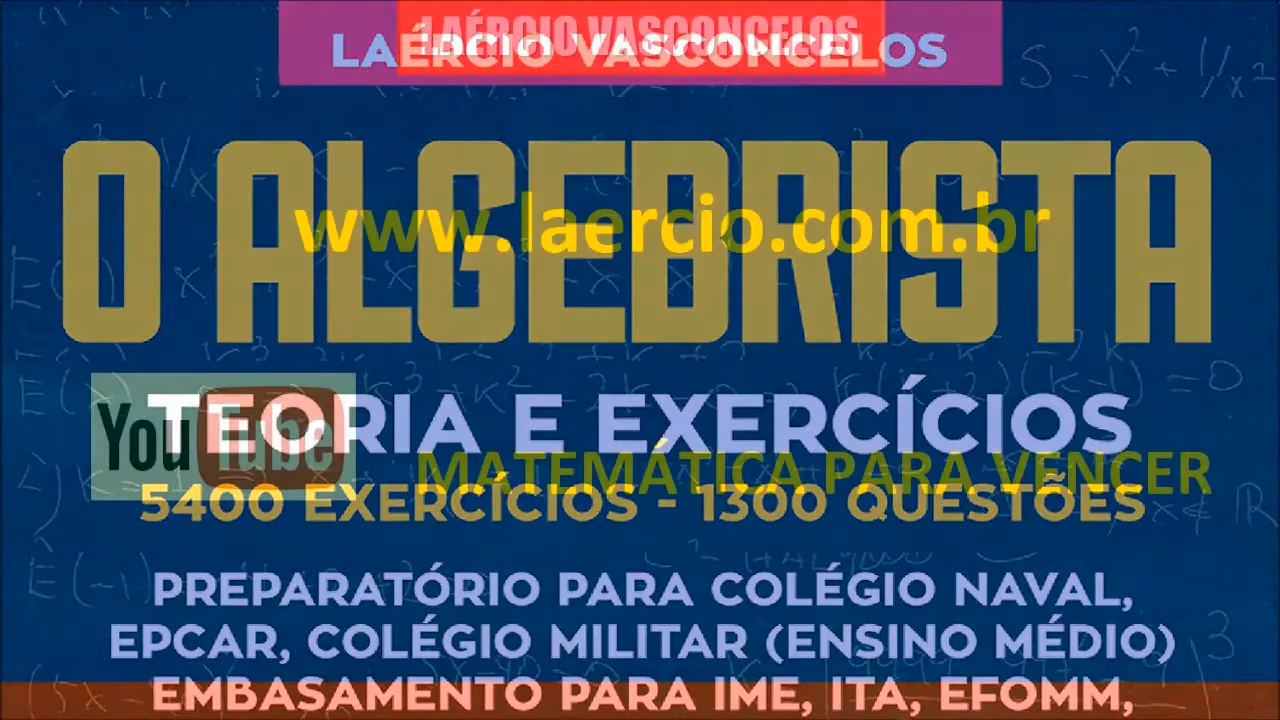 LAÉRCIO VASCONCELOS
LAÉRCIO VASCONCELOS
O ALGEBRISTA
www.laercio.com.br
YouTube
TEORIA E EXERCÍCIOS
MATEMÁTICA PARA VENCER
5400 EXERCÍCIOS - 1300 QUESTÕES
PREPARATÓRIO PARA COLÉGIO NAVAL,
EPCAR, COLÉGIO MILITAR (ENSINO MÉDIO)
EMBASAMENTO PARA IME, ITA, EFOMM,